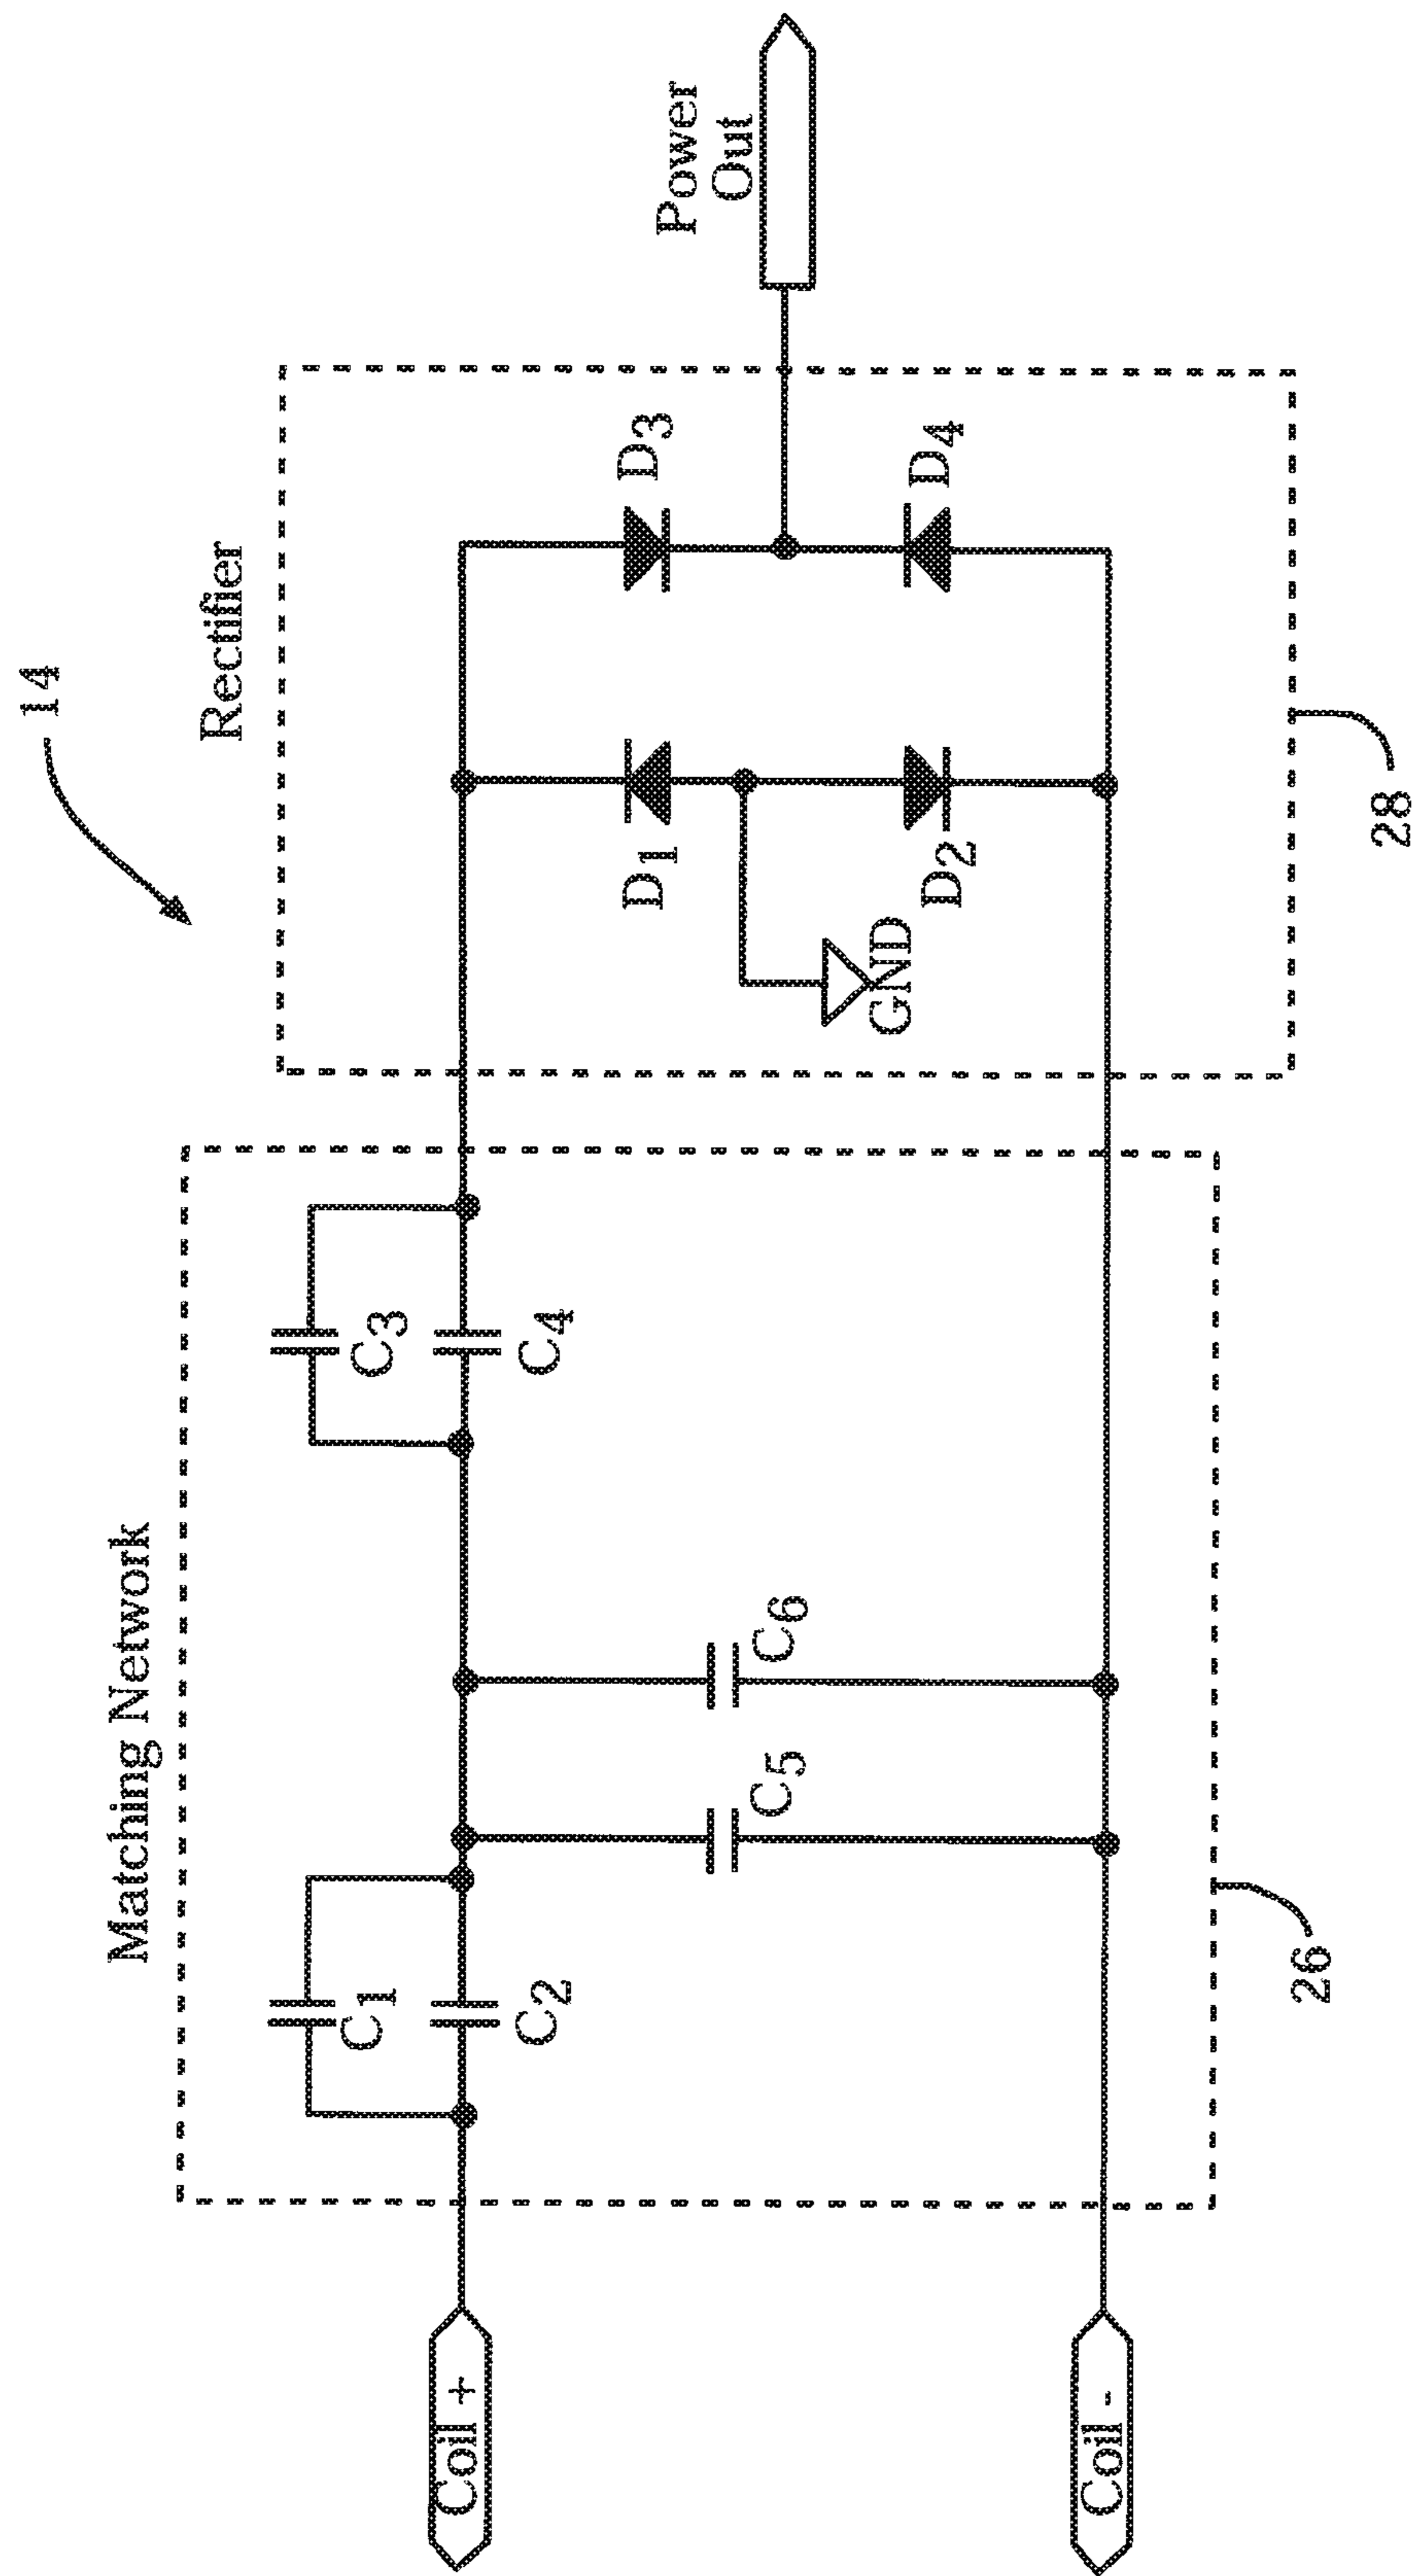 14
Matching Network
Rectifier
Coil +
Coil -
C1
C2
C5
C6
C3
C4
D1
D2
GND
D3
D4
Power
Out
26
28